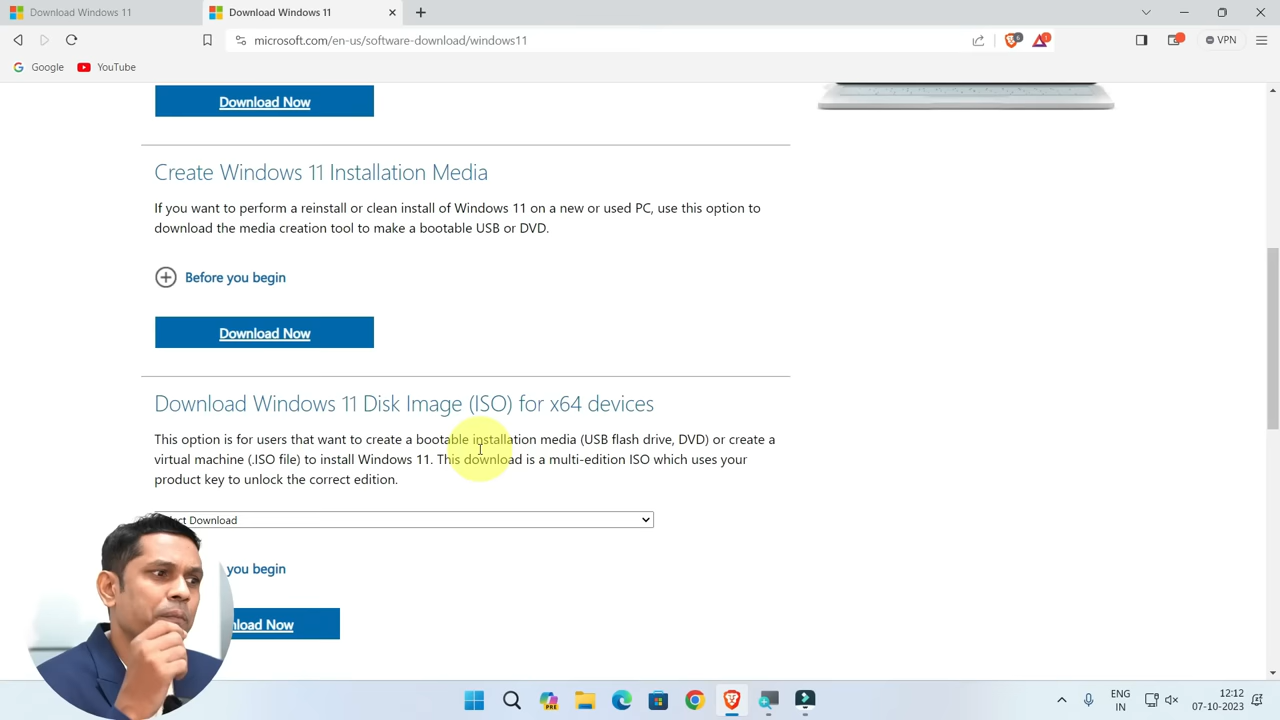 Download Windows 11
Download Windows 11
microsoft.com/en-us/software-download/windows11
VPN
Google
YouTube
Download Now
Create Windows 11 Installation Media
If you want to perform a reinstall or clean install of Windows 11 on a new or used PC, use this option to
download the media creation tool to make a bootable USB or DVD.
Before you begin
Download Now
Download Windows 11 Disk Image (ISO) for x64 devices
This option is for users that want to create a bootable installation media (USB flash drive, DVD) or create a
virtual machine (.ISO file) to install Windows 11. This download is a multi-edition ISO which uses your
product key to unlock the correct edition.
Download
you begin
Now
PRE
ENG
IN
07-10-2023